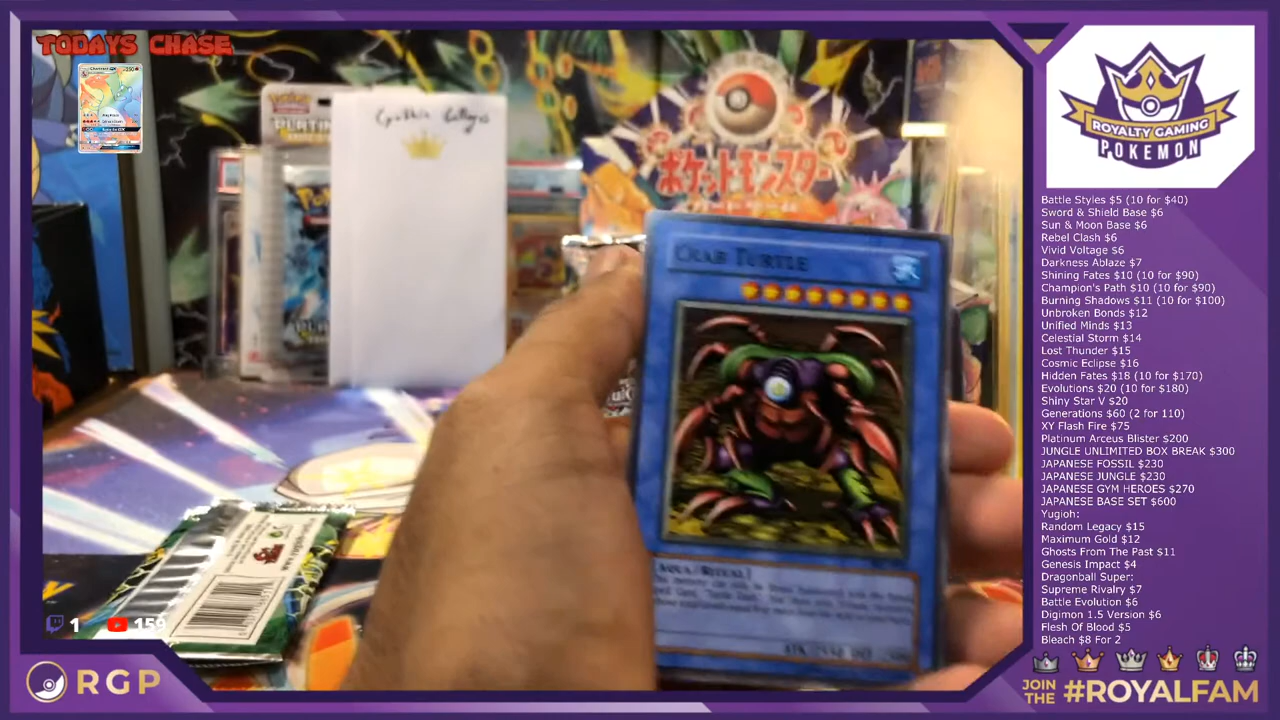 TODAYS CHASE
Pokémon
PLATIN
ポケットモンスター
CRAB TURTLE
[AQUA/RITUAL]
1
159
RGP
ROYALTY GAMING
POKEMON
Battle Styles $5 (10 for $40)
Sword & Shield Base $6
Sun & Moon Base $6
Rebel Clash $6
Vivid Voltage $6
Darkness Ablaze $7
Shining Fates $10 (10 for $90)
Champion's Path $10 (10 for $90)
Burning Shadows $11 (10 for $100)
Unbroken Bonds $12
Unified Minds $13
Celestial Storm $14
Lost Thunder $15
Cosmic Eclipse $16
Hidden Fates $18 (10 for $170)
Evolutions $20 (10 for $180)
Shiny Star V $20
Generations $60 (2 for 110)
XY Flash Fire $75
Platinum Arceus Blister $200
JUNGLE UNLIMITED BOX BREAK $300
JAPANESE FOSSIL $230
JAPANESE JUNGLE $230
JAPANESE GYM HEROES $270
JAPANESE BASE SET $600
Yugioh:
Random Legacy $15
Maximum Gold $12
Ghosts From The Past $11
Genesis Impact $4
Dragonball Super:
Supreme Rivalry $7
Battle Evolution $6
Digimon 1.5 Version $6
Flesh Of Blood $5
Bleach $8 For 2
JOIN
THE
#ROYALFAM